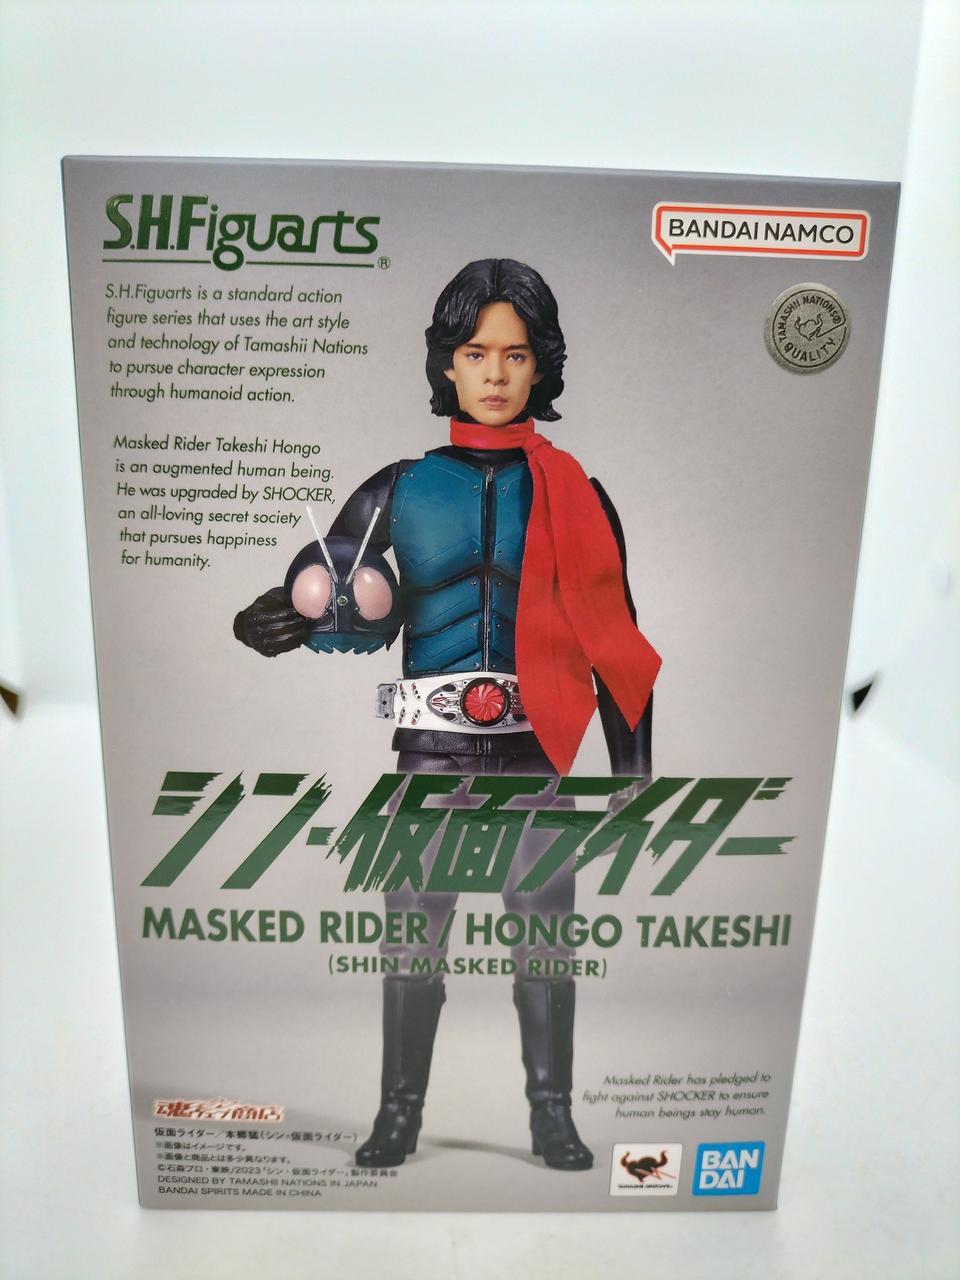 S.H.Figuarts®
BANDAI NAMCO
TAMASHII NATIONS®
QUALITY
S.H.Figuarts is a standard action
figure series that uses the art style
and technology of Tamashii Nations
to pursue character expression
through humanoid action.
Masked Rider Takeshi Hongo
is an augmented human being.
He was upgraded by SHOCKER,
an all-loving secret society
that pursues happiness
for humanity.
シン・仮面ライダー
MASKED RIDER / HONGO TAKESHI
(SHIN MASKED RIDER)
Masked Rider has pledged to
fight against SHOCKER to ensure
human beings stay human.
魂ウェブ商店
仮面ライダー／本郷猛(シン・仮面ライダー)
※画像はイメージです。
※画像と商品とは多少異なります。
©石森プロ・東映/2023「シン・仮面ライダー」製作委員会
DESIGNED BY TAMASHII NATIONS IN JAPAN
BANDAI SPIRITS MADE IN CHINA
TAMASHII NATIONS
BAN
DAI